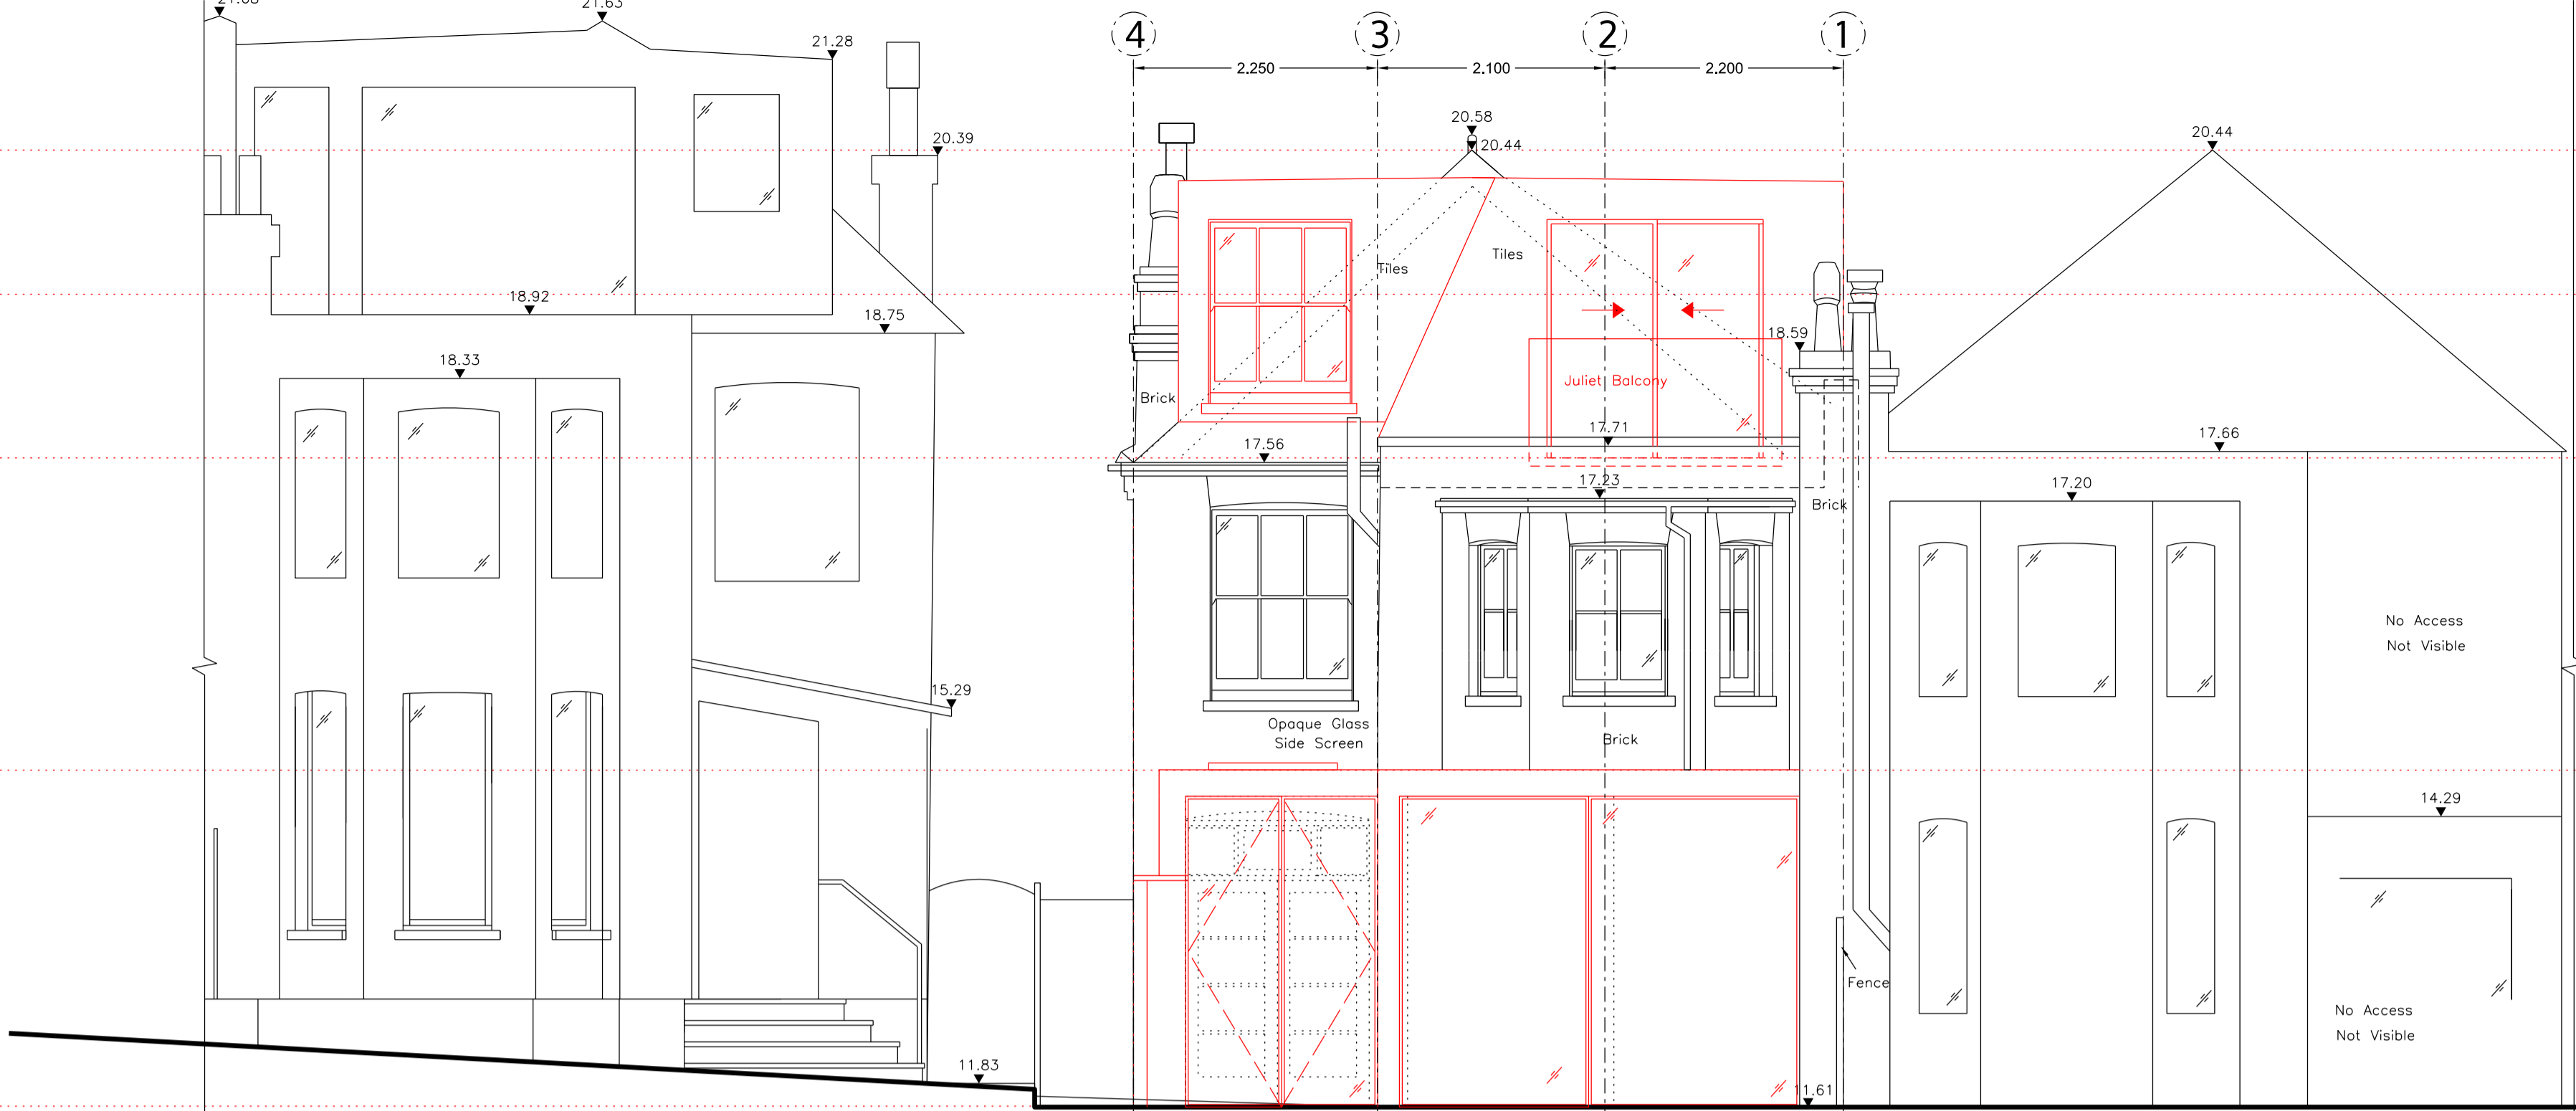 21.63
21.28
4
3
2
1
2.250
2.100
2.200
20.58
20.44
20.39
20.44
Tiles
Tiles
18.92
18.75
18.59
18.33
Juliet Balcony
Brick
17.56
17.71
17.66
17.23
17.20
Brick
No Access
Not Visible
15.29
Opaque Glass
Side Screen
Brick
14.29
Fence
No Access
Not Visible
11.83
11.61